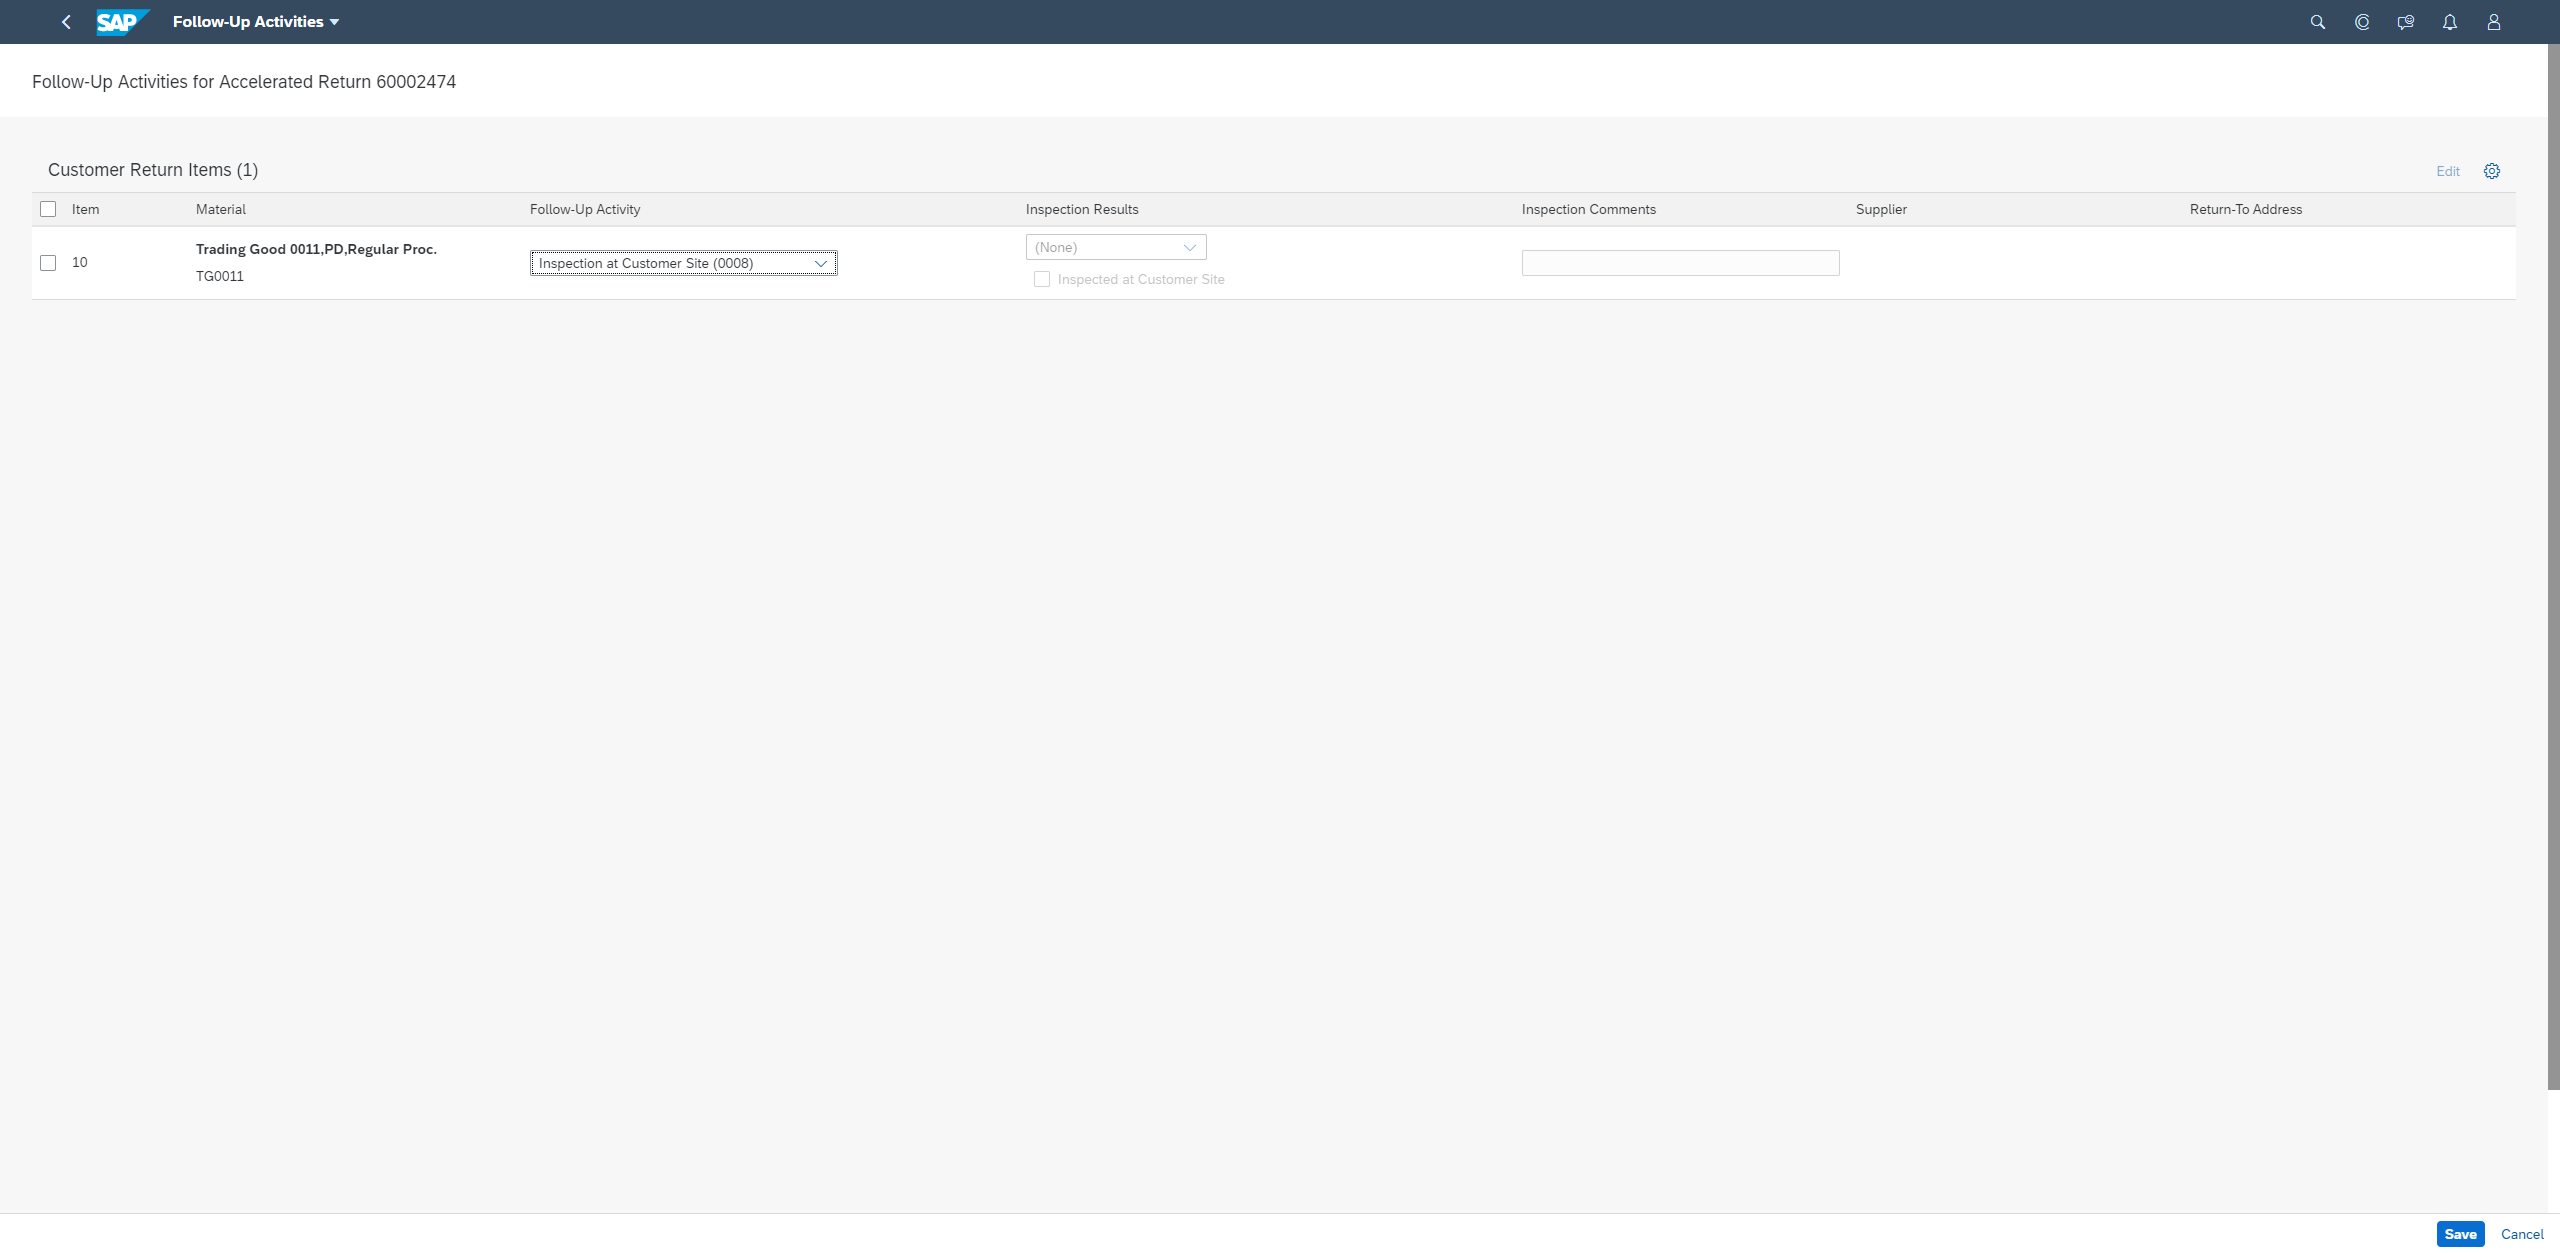 SAP Follow-Up Activities
Follow-Up Activities for Accelerated Return 60002474
Customer Return Items (1)
Edit
Item Material Follow-Up Activity Inspection Results Inspection Comments Supplier Return-To Address
Trading Good 0011,PD,Regular Proc.
(None)
10
Inspection at Customer Site (0008)
TG0011
Inspected at Customer Site
Save Cancel